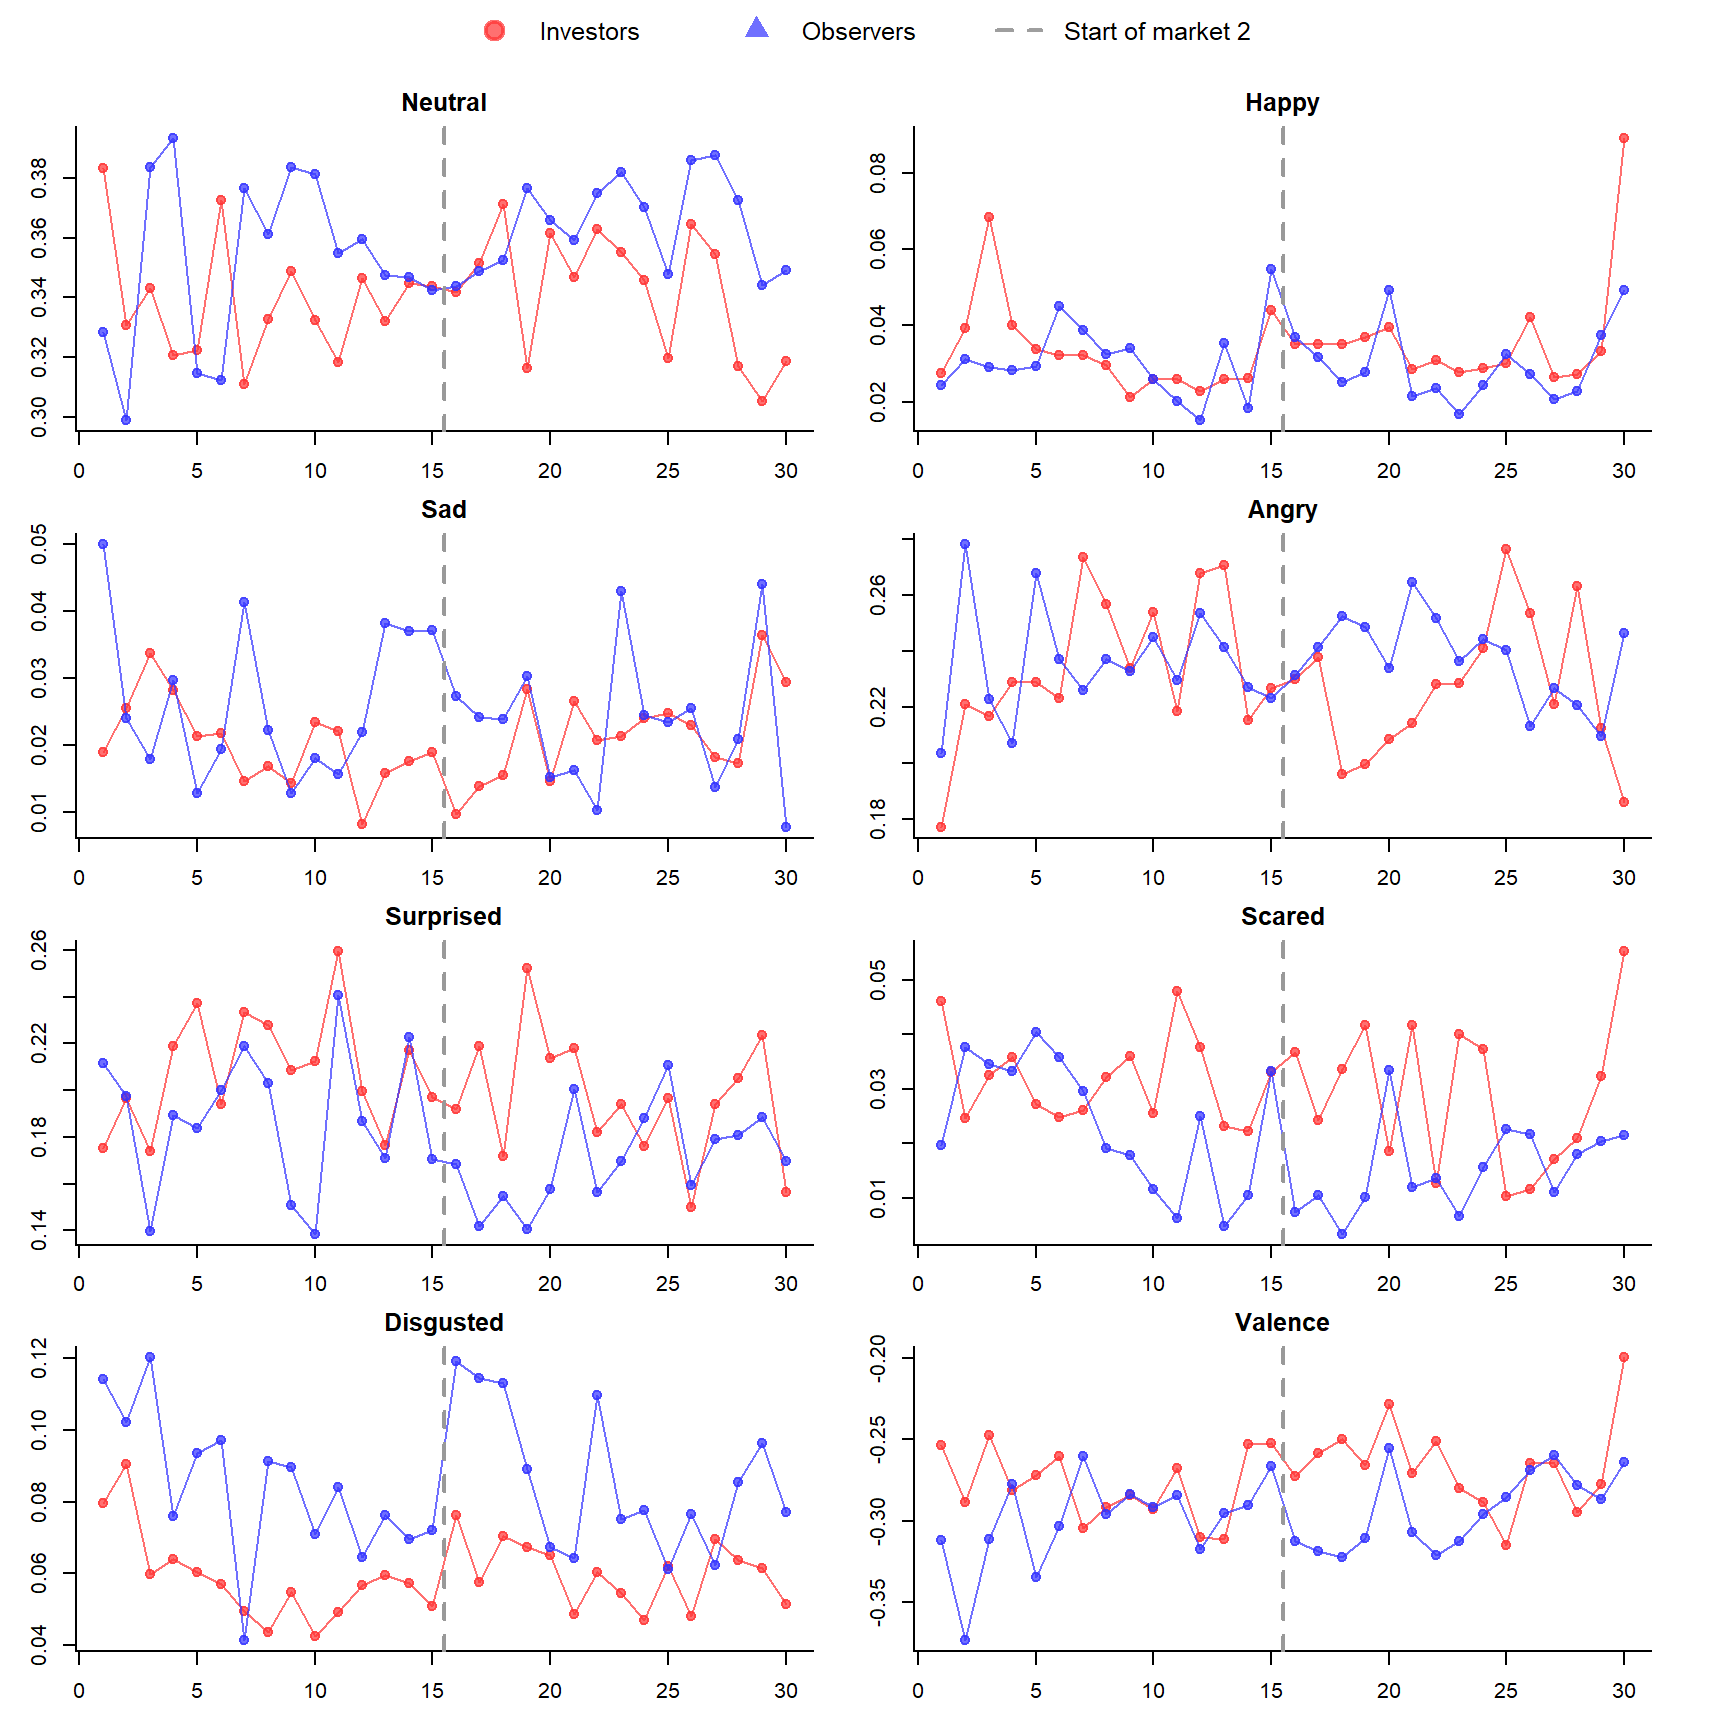 Investors Observers Start of market 2
Neutral
0.30 0.32 0.34 0.36 0.38
0 5 10 15 20 25 30
Happy
0.02 0.04 0.06 0.08
0 5 10 15 20 25 30
Sad
0.01 0.02 0.03 0.04 0.05
0 5 10 15 20 25 30
Angry
0.18 0.22 0.26
0 5 10 15 20 25 30
Surprised
0.14 0.18 0.22 0.26
0 5 10 15 20 25 30
Scared
0.01 0.03 0.05
0 5 10 15 20 25 30
Disgusted
0.04 0.06 0.08 0.10 0.12
0 5 10 15 20 25 30
Valence
-0.35 -0.30 -0.25 -0.20
0 5 10 15 20 25 30